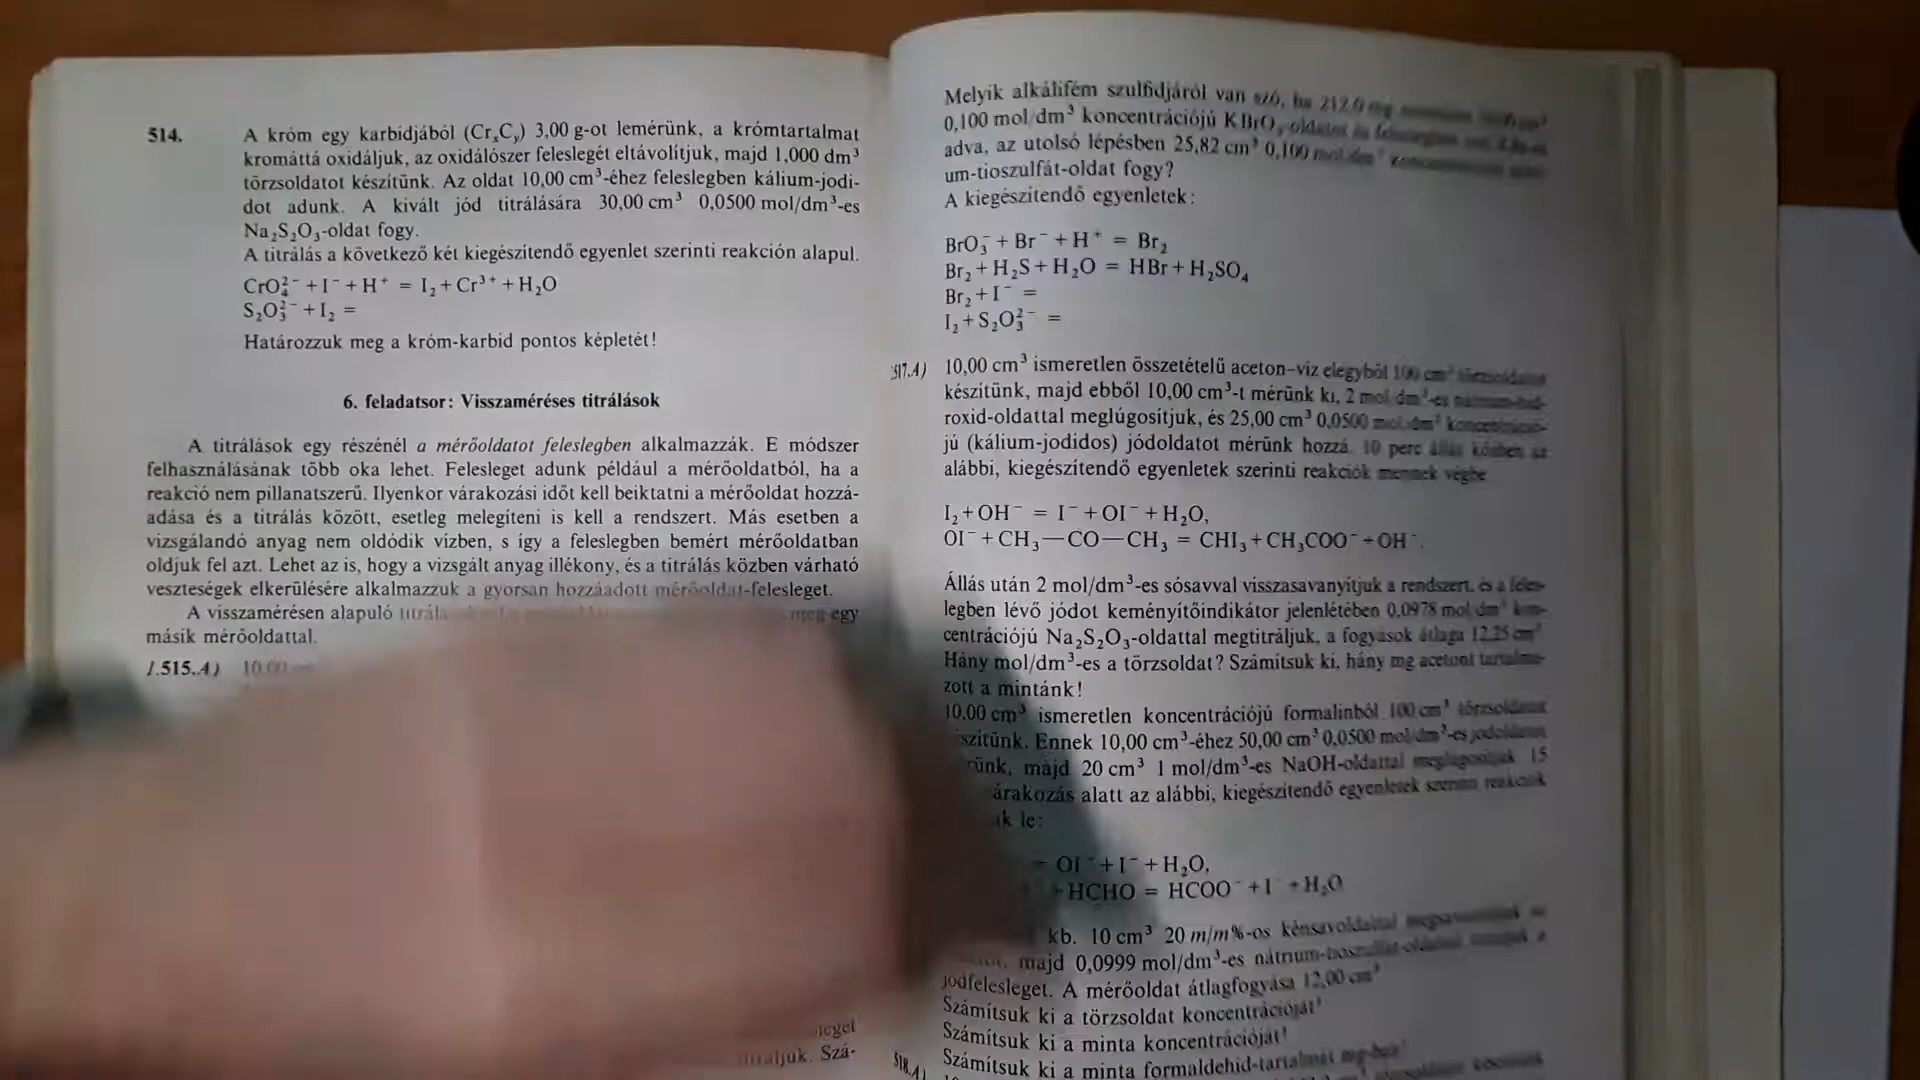 514.
A króm egy karbidjából (CrₓCᵧ) 3,00 g-ot lemérünk, a krómtartalmat
kromáttá oxidáljuk, az oxidálószer feleslegét eltávolítjuk, majd 1,000 dm³
törzsoldatot készítünk. Az oldat 10,00 cm³-éhez feleslegben kálium-jodi-
dot adunk. A kivált jód titrálására 30,00 cm³ 0,0500 mol/dm³-es
Na₂S₂O₃-oldat fogy.
A titrálás a következő két kiegészítendő egyenlet szerinti reakción alapul.
CrO₄²⁻ + I⁻ + H⁺ = I₂ + Cr³⁺ + H₂O
S₂O₃²⁻ + I₂ =
Határozzuk meg a króm-karbid pontos képletét!
6. feladatsor: Visszaméréses titrálások
A titrálások egy részénél a mérőoldatot feleslegben alkalmazzák. E módszer
felhasználásának több oka lehet. Felesleget adunk például a mérőoldatból, ha a
reakció nem pillanatszerű. Ilyenkor várakozási időt kell beiktatni a mérőoldat hozzá-
adása és a titrálás között, esetleg melegíteni is kell a rendszert. Más esetben a
vizsgálandó anyag nem oldódik vízben, s így a feleslegben bemért mérőoldatban
oldjuk fel azt. Lehet az is, hogy a vizsgált anyag illékony, és a titrálás közben várható
veszteségek elkerülésére alkalmazzuk a gyorsan hozzáadott mérőoldat-felesleget.
A visszamérésen alapuló meg egy
másik mérőoldattal.
515.A) 10,00
Szá-
Melyik alkálifém szulfidjáról van szó, ha
0,100 mol/dm³ koncentrációjú KBrO₃
adva, az utolsó lépésben 25,82 cm³ 0,100
um-tioszulfát-oldat fogy?
A kiegészítendő egyenletek:
BrO₃⁻ + Br⁻ + H⁺ = Br₂
Br₂ + H₂S + H₂O = HBr + H₂SO₄
Br₂ + I⁻ =
I₂ + S₂O₃²⁻ =
517.A) 10,00 cm³ ismeretlen összetételű aceton–víz elegyből 100 cm³ törzsoldatot
készítünk, majd ebből 10,00 cm³-t mérünk ki, 2 mol/dm³-es nátrium-hid-
roxid-oldattal meglúgosítjuk, és 25,00 cm³ 0,0500 mol/dm³ koncentráció-
jú (kálium-jodidos) jódoldatot mérünk hozzá. 10 perc állás közben az
alábbi, kiegészítendő egyenletek szerinti reakciók mennek végbe
I₂ + OH⁻ = I⁻ + OI⁻ + H₂O,
OI⁻ + CH₃—CO—CH₃ = CHI₃ + CH₃COO⁻ + OH⁻.
Állás után 2 mol/dm³-es sósavval visszasavanyítjuk a rendszert, és a feles-
legben lévő jódot keményítőindikátor jelenlétében 0,0978 mol/dm³ kon-
centrációjú Na₂S₂O₃-oldattal megtitráljuk, a fogyások átlaga 12,25 cm³
Hány mol/dm³-es a törzsoldat? Számítsuk ki, hány mg acetont tartalma-
zott a mintánk!
10,00 cm³ ismeretlen koncentrációjú formalinból 100 cm³ törzsoldatot
szítünk. Ennek 10,00 cm³-éhez 50,00 cm³ 0,0500 mol/dm³-es jódoldatot
rünk, majd 20 cm³ 1 mol/dm³-es NaOH-oldattal meglúgosítjuk 15
árakozás alatt az alábbi, kiegészítendő egyenletek szerinti reakciók
le:
= OI⁻ + I⁻ + H₂O,
+ HCHO = HCOO⁻ + I⁻ + H₂O
kb. 10 cm³ 20 m/m%-os kénsavoldattal
majd 0,0999 mol/dm³-es nátrium-tioszulfát-oldattal
jódfelesleget. A mérőoldat átlagfogyása 12,00 cm³
Számítsuk ki a törzsoldat koncentrációját!
Számítsuk ki a minta koncentrációját!
518.A) Számítsuk ki a minta formaldehid-tartalmát mg-ban!